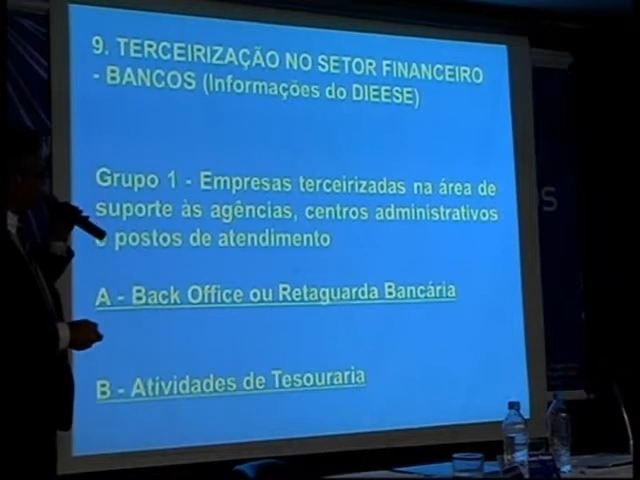 9. TERCEIRIZAÇÃO NO SETOR FINANCEIRO
- BANCOS (Informações do DIEESE)
Grupo 1 - Empresas terceirizadas na área de
suporte às agências, centros administrativos
e postos de atendimento
A - Back Office ou Retaguarda Bancária
B - Atividades de Tesouraria